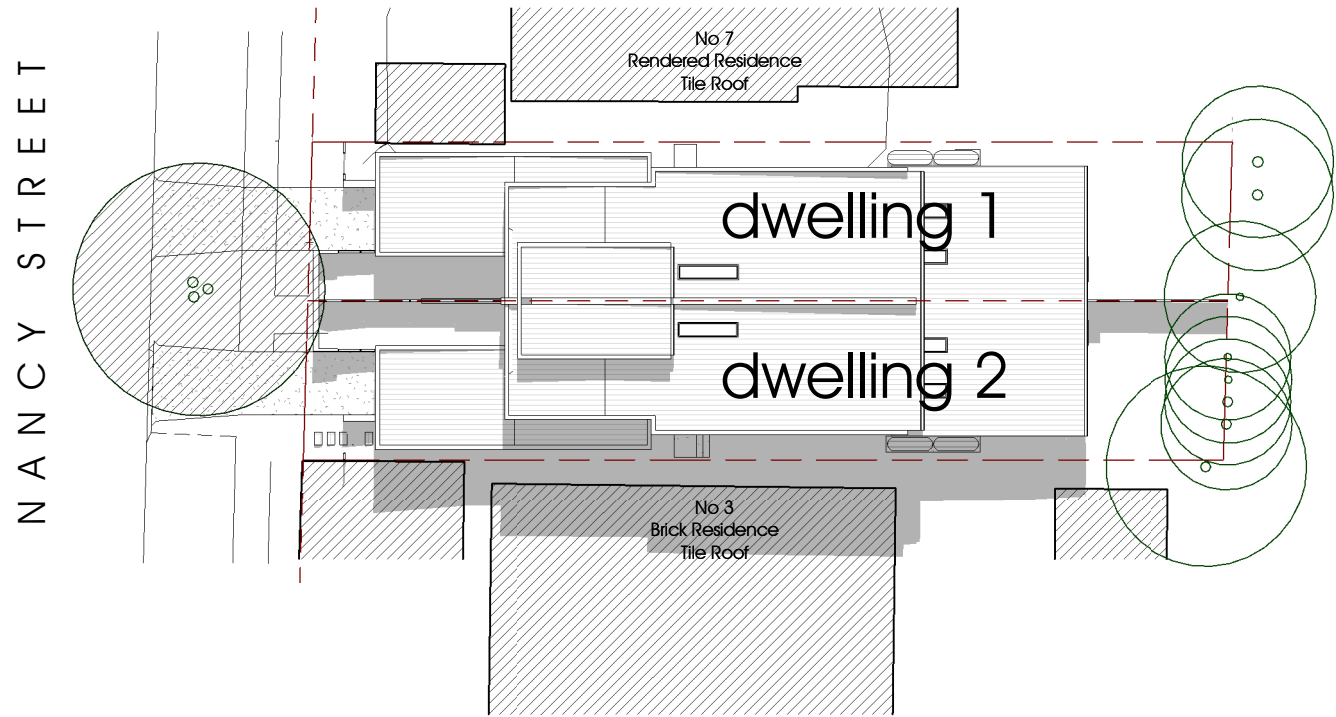 NANCY STREET
No 7
Rendered Residence
Tile Roof
dwelling 1
dwelling 2
No 3
Brick Residence
Tile Roof